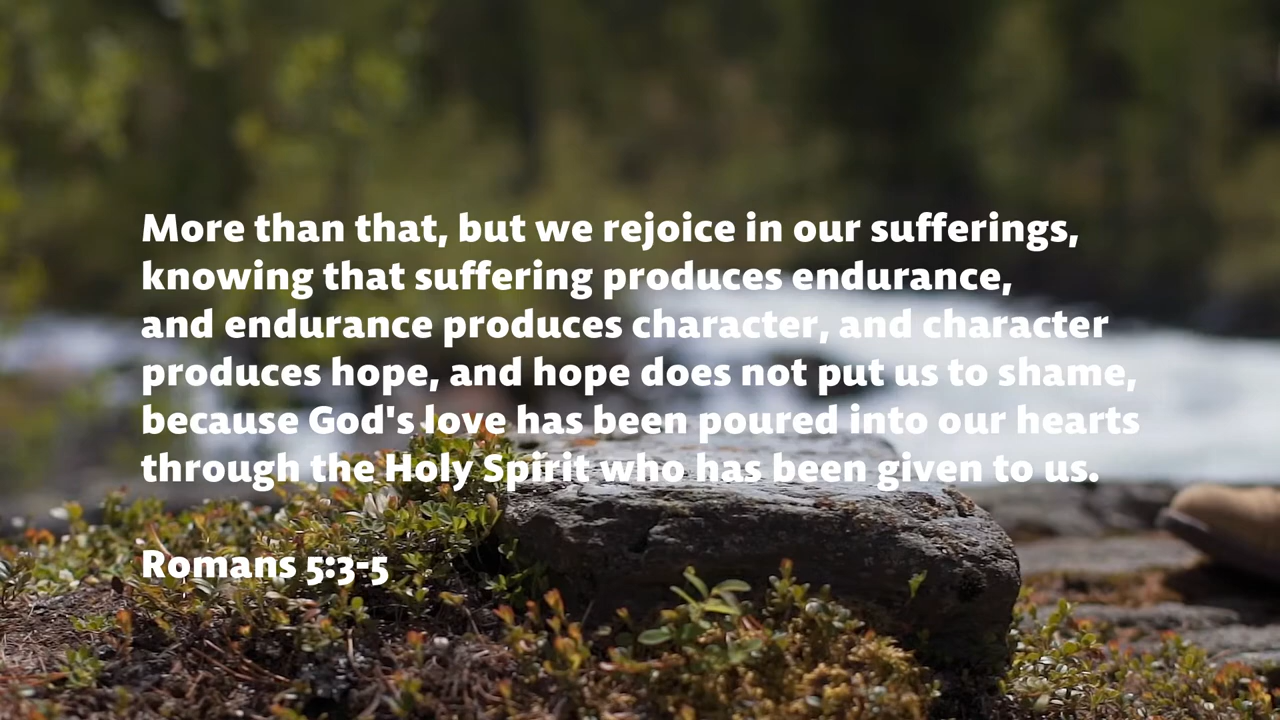 More than that, but we rejoice in our sufferings,
knowing that suffering produces endurance,
and endurance produces character, and character
produces hope, and hope does not put us to shame,
because God's love has been poured into our hearts
through the Holy Spirit who has been given to us.
Romans 5:3-5